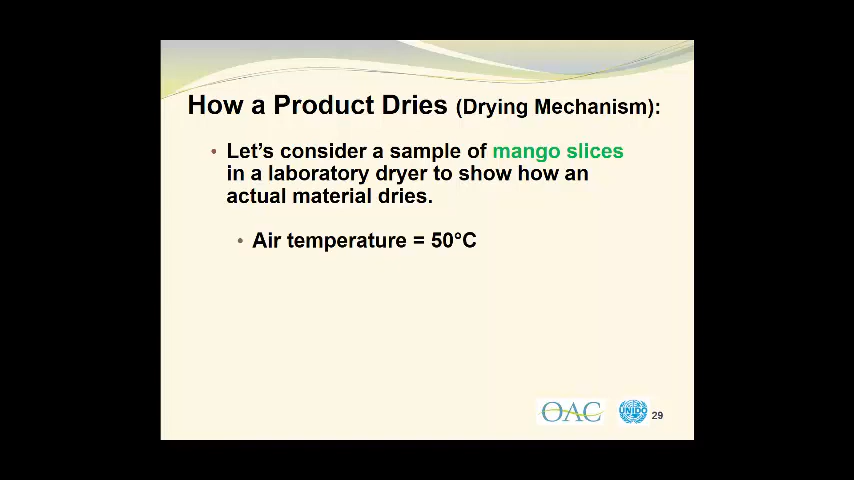 How a Product Dries (Drying Mechanism):
• Let's consider a sample of mango slices
in a laboratory dryer to show how an
actual material dries.
• Air temperature = 50°C
OAC
UNIDO
29